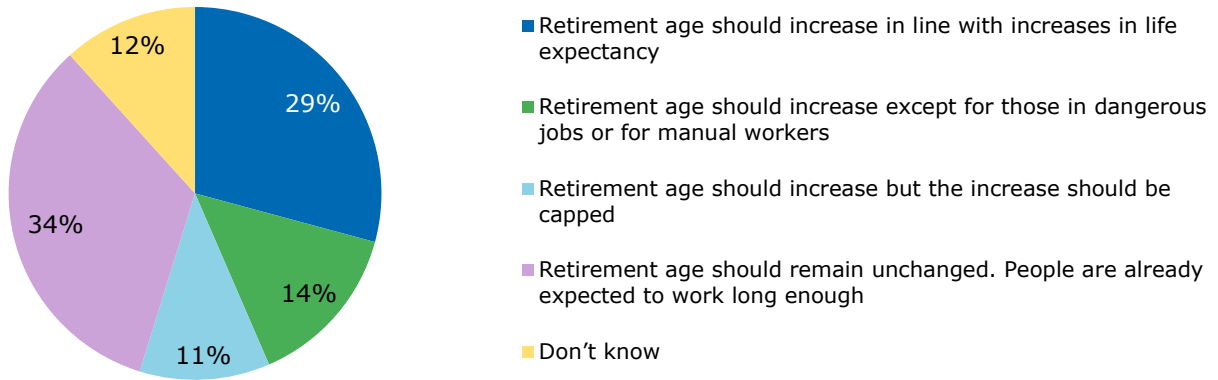 12%
29%
34%
14%
11%
Retirement age should increase in line with increases in life
expectancy
Retirement age should increase except for those in dangerous
jobs or for manual workers
Retirement age should increase but the increase should be
capped
Retirement age should remain unchanged. People are already
expected to work long enough
Don't know